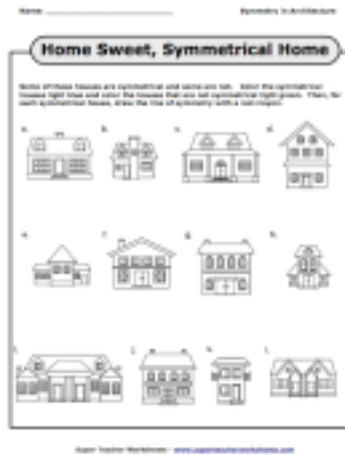 Name:
Symmetry in Architecture
Home Sweet, Symmetrical Home
Some of these houses are symmetrical and some are not. Color the symmetrical
houses light blue and color the houses that are not symmetrical light green. Then, for
each symmetrical house, draw the line of symmetry with a red crayon.
a. b. c. d.
e. f. g. h.
i. j. k. l.
Super Teacher Worksheets - www.superteacherworksheets.com